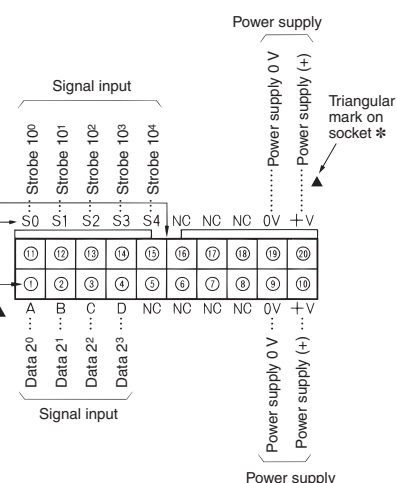 Power supply
Power supply 0 V
Power supply (+)
Triangular
mark on
socket ✻
▲
Signal input
Strobe 10⁰
Strobe 10¹
Strobe 10²
Strobe 10³
Strobe 10⁴
S0 S1 S2 S3 S4 NC NC NC 0V +V
⑪ ⑫ ⑬ ⑭ ⑮ ⑯ ⑰ ⑱ ⑲ ⑳
① ② ③ ④ ⑤ ⑥ ⑦ ⑧ ⑨ ⑩
A B C D NC NC NC NC 0V +V
Data 2⁰
Data 2¹
Data 2²
Data 2³
Power supply 0 V
Power supply (+)
Signal input
Power supply